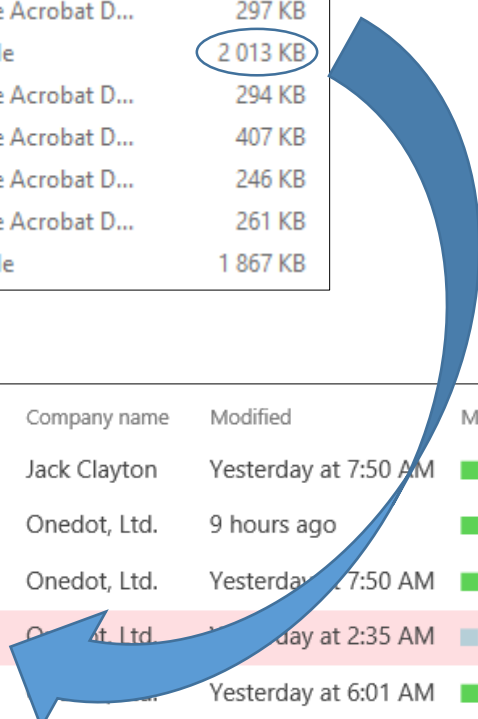 e Acrobat D... 297 KB
le 2 013 KB
e Acrobat D... 294 KB
e Acrobat D... 407 KB
e Acrobat D... 246 KB
e Acrobat D... 261 KB
le 1 867 KB
Company name Modified M
Jack Clayton Yesterday at 7:50 AM
Onedot, Ltd. 9 hours ago
Onedot, Ltd. Yesterday 7:50 AM
Ltd. day at 2:35 AM
Yesterday at 6:01 AM